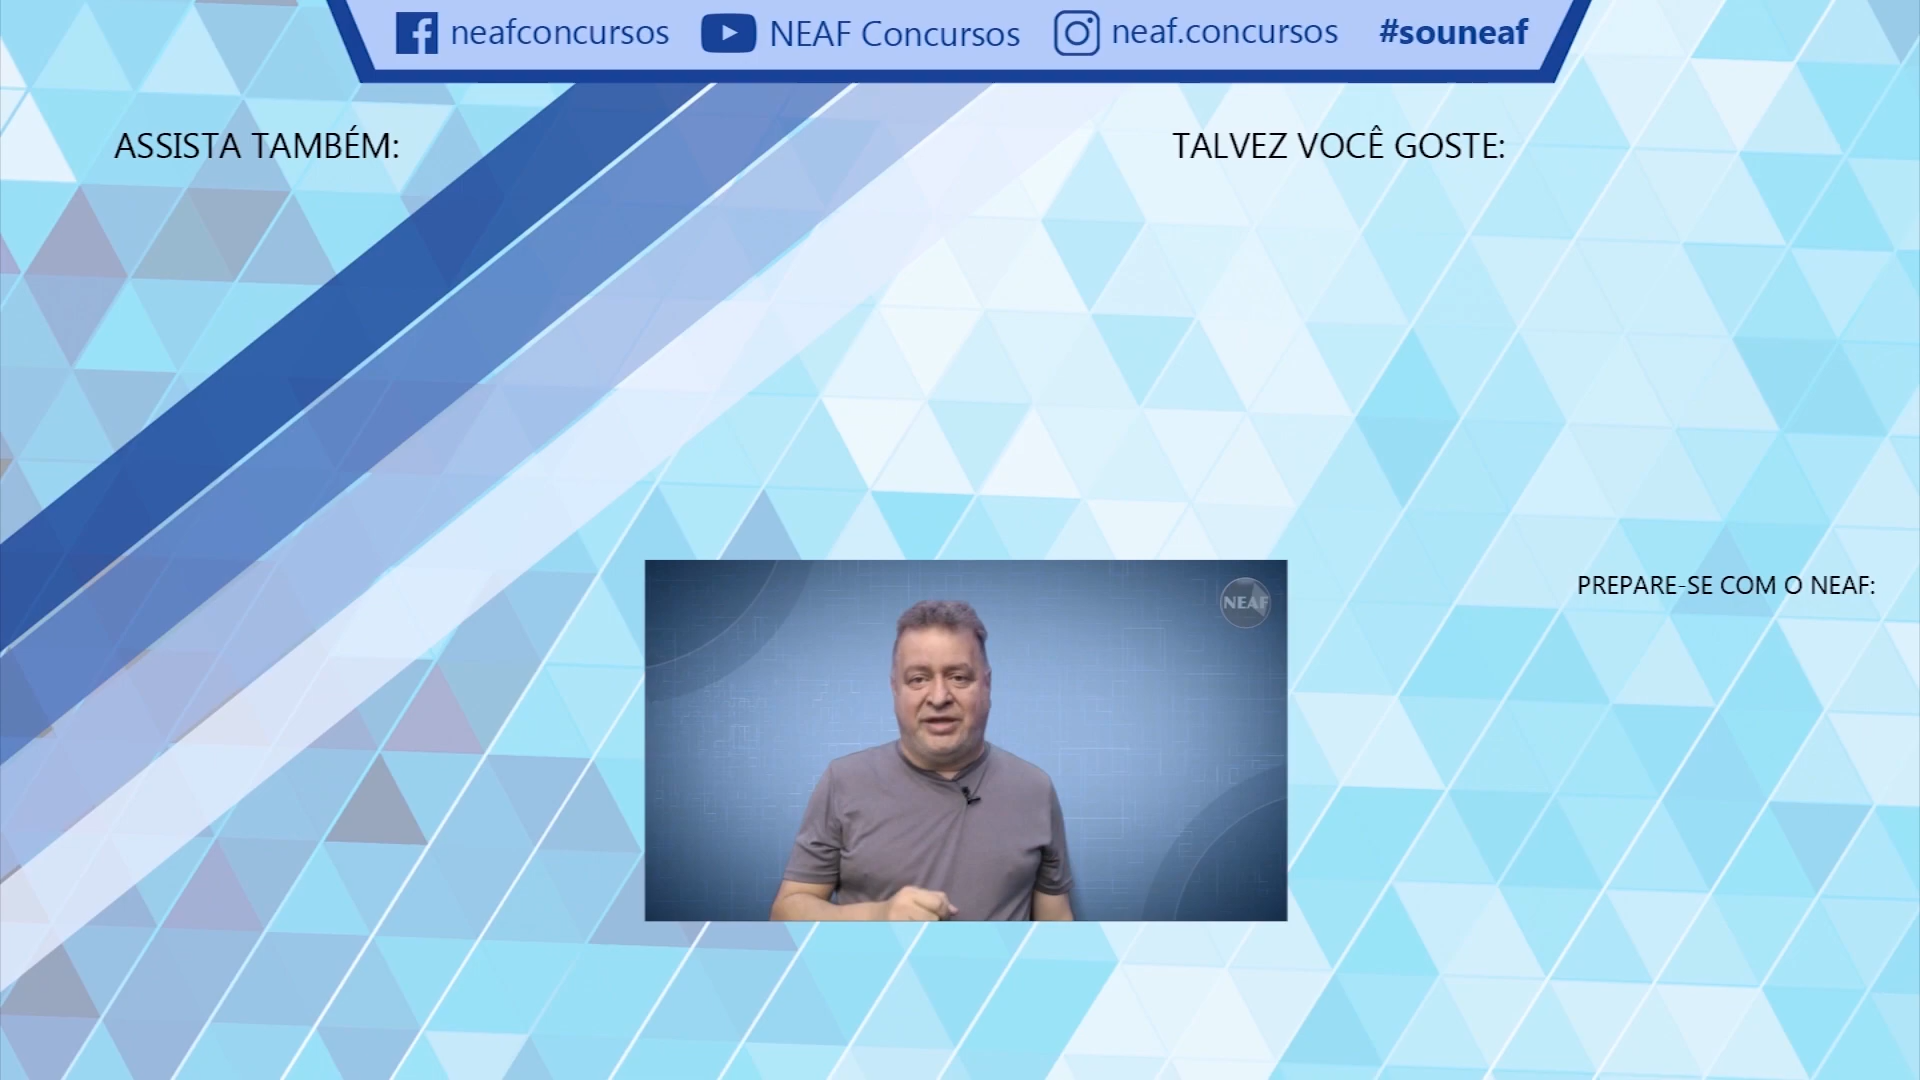 neafconcursos NEAF Concursos neaf.concursos #souneaf
ASSISTA TAMBÉM:
TALVEZ VOCÊ GOSTE:
NEAF
PREPARE-SE COM O NEAF: